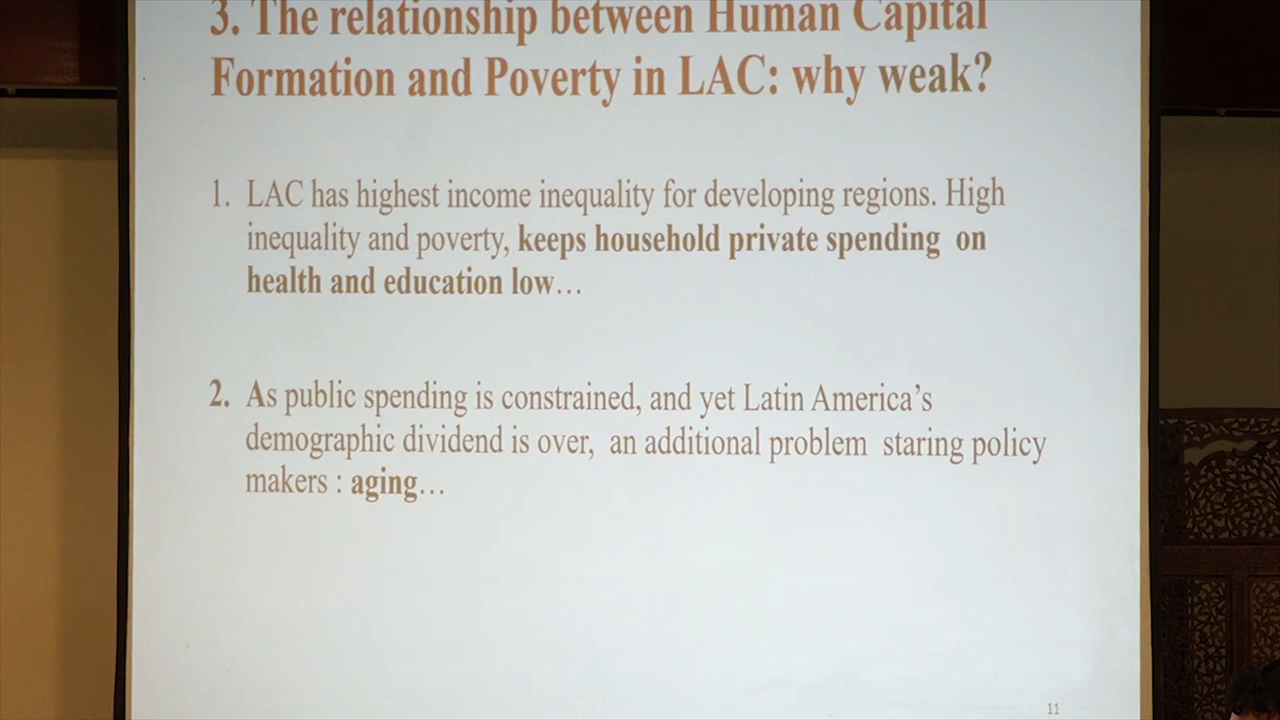 3. The relationship between Human Capital
Formation and Poverty in LAC: why weak?
1. LAC has highest income inequality for developing regions. High
inequality and poverty, keeps household private spending on
health and education low…
2. As public spending is constrained, and yet Latin America’s
demographic dividend is over, an additional problem staring policy
makers : aging…
11